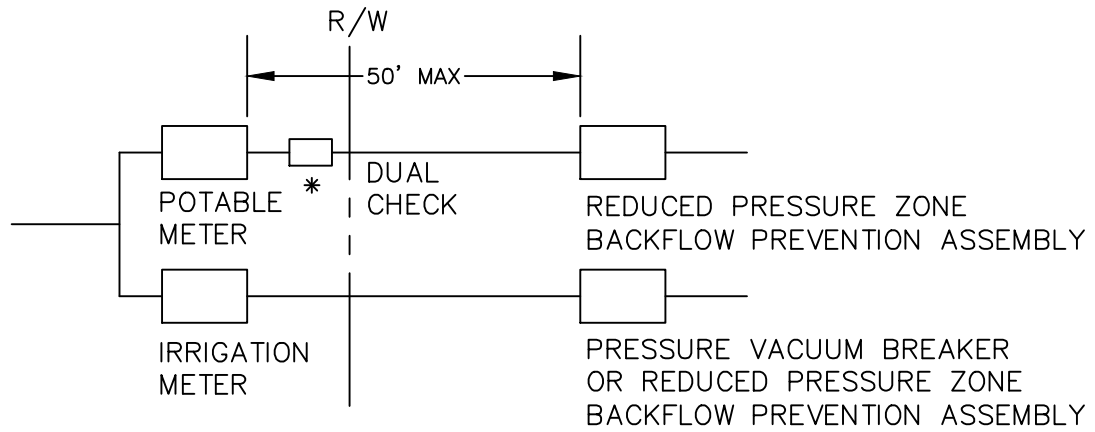 R/W
50' MAX
*
DUAL
CHECK
POTABLE
METER
REDUCED PRESSURE ZONE
BACKFLOW PREVENTION ASSEMBLY
IRRIGATION
METER
PRESSURE VACUUM BREAKER
OR REDUCED PRESSURE ZONE
BACKFLOW PREVENTION ASSEMBLY